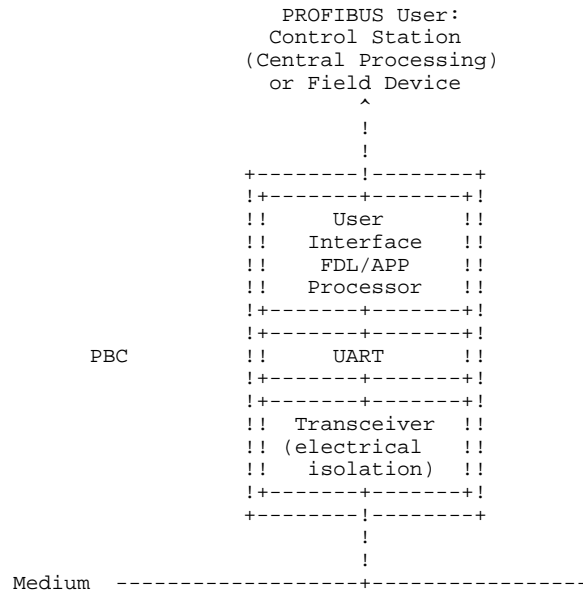 PROFIBUS User:
Control Station
(Central Processing)
or Field Device
^
!
!
+--------!--------+
!+-------+-------+!
!! User !!
!! Interface !!
!! FDL/APP !!
!! Processor !!
!+-------+-------+!
!+-------+-------+!
PBC !! UART !!
!+-------+-------+!
!+-------+-------+!
!! Transceiver !!
!! (electrical !!
!! isolation) !!
!+-------+-------+!
+--------!--------+
!
!
Medium -------------------+-----------------